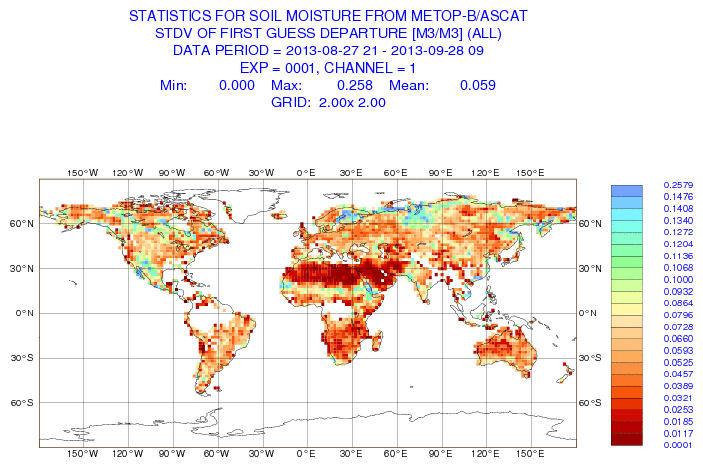 STATISTICS FOR SOIL MOISTURE FROM METOP-B/ASCAT
STDV OF FIRST GUESS DEPARTURE [M3/M3] (ALL)
DATA PERIOD = 2013-08-27 21 - 2013-09-28 09
EXP = 0001, CHANNEL = 1
Min: 0.000 Max: 0.258 Mean: 0.059
GRID: 2.00x 2.00
150°W 120°W 90°W 60°W 30°W 0°E 30°E 60°E 90°E 120°E 150°E
60°N 60°N
30°N 30°N
0°N 0°N
30°S 30°S
60°S 60°S
150°W 120°W 90°W 60°W 30°W 0°E 30°E 60°E 90°E 120°E 150°E
0.2579
0.1476
0.1408
0.1340
0.1272
0.1204
0.1136
0.1068
0.1000
0.0932
0.0864
0.0796
0.0728
0.0660
0.0593
0.0525
0.0457
0.0389
0.0321
0.0253
0.0185
0.0117
0.0001